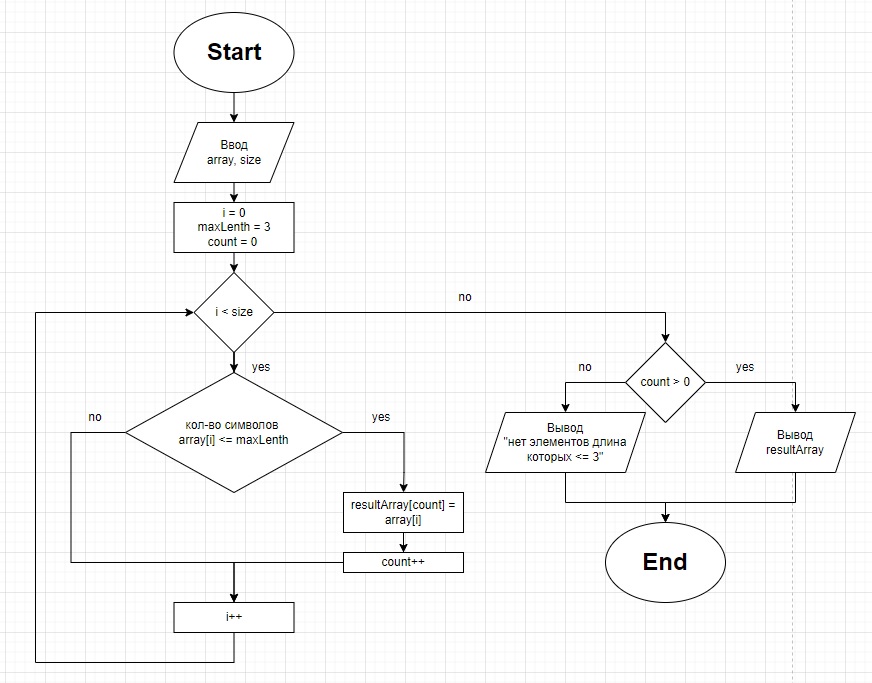 Start
Ввод
array, size
i = 0
maxLenth = 3
count = 0
i < size
no
yes
кол-во символов
array[i] <= maxLenth
no
yes
resultArray[count] =
array[i]
count++
i++
count > 0
no
yes
Вывод
"нет элементов длина
которых <= 3"
Вывод
resultArray
End